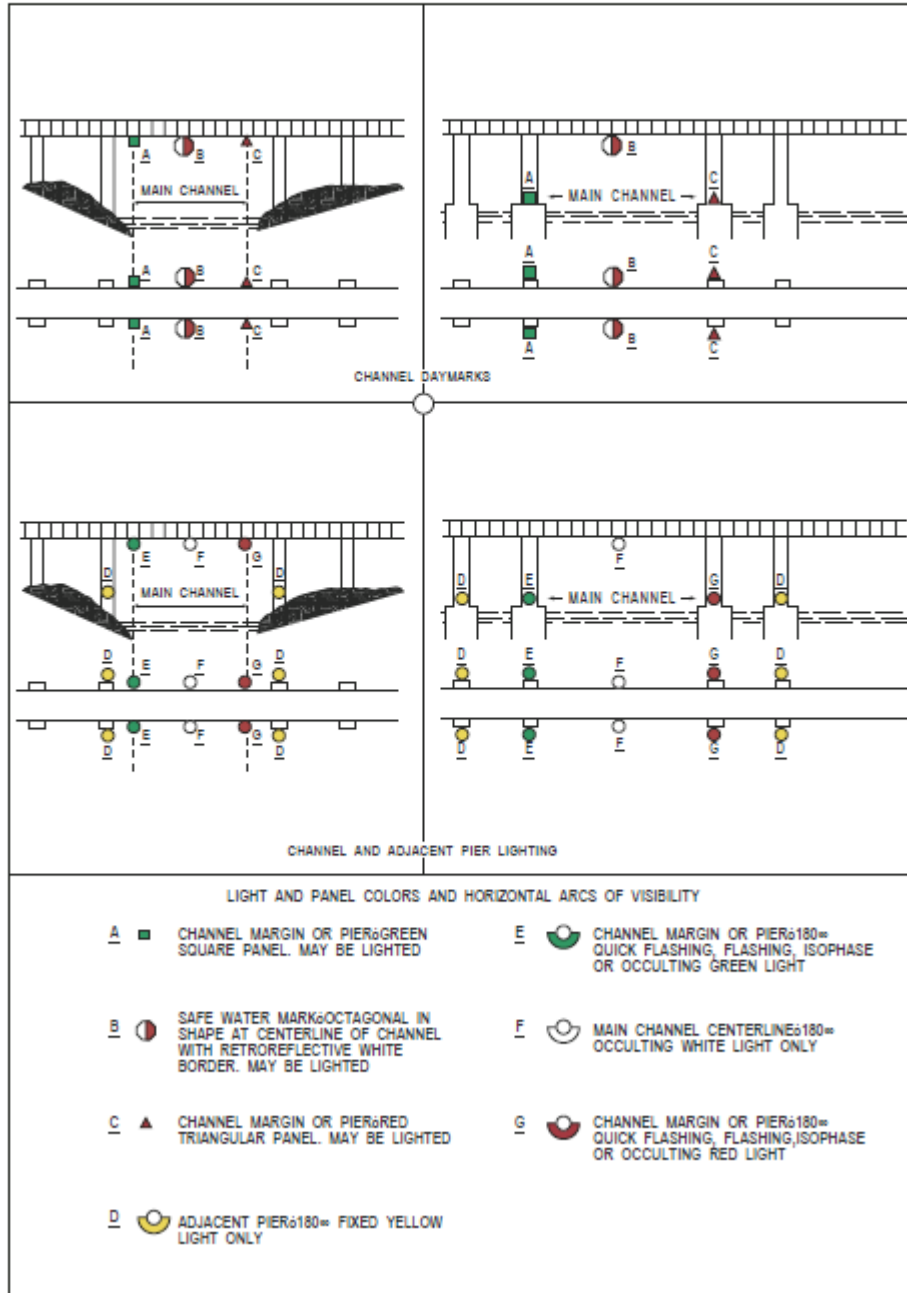 A
B
C
MAIN CHANNEL
A
B
C
A
B
C
B
A
C
MAIN CHANNEL
A
B
C
A
B
C
CHANNEL DAYMARKS
E
F
G
D
D
MAIN CHANNEL
D
E
F
G
D
D
E
F
G
D
F
D
E
G
D
MAIN CHANNEL
D
E
F
G
D
D
E
F
G
D
CHANNEL AND ADJACENT PIER LIGHTING
LIGHT AND PANEL COLORS AND HORIZONTAL ARCS OF VISIBILITY
A
CHANNEL MARGIN OR PIERóGREEN
SQUARE PANEL. MAY BE LIGHTED
B
SAFE WATER MARKóOCTAGONAL IN
SHAPE AT CENTERLINE OF CHANNEL
WITH RETROREFLECTIVE WHITE
BORDER. MAY BE LIGHTED
C
CHANNEL MARGIN OR PIERóRED
TRIANGULAR PANEL. MAY BE LIGHTED
D
ADJACENT PIERó180∞ FIXED YELLOW
LIGHT ONLY
E
CHANNEL MARGIN OR PIERó180∞
QUICK FLASHING, FLASHING, ISOPHASE
OR OCCULTING GREEN LIGHT
F
MAIN CHANNEL CENTERLINEó180∞
OCCULTING WHITE LIGHT ONLY
G
CHANNEL MARGIN OR PIERó180∞
QUICK FLASHING, FLASHING,ISOPHASE
OR OCCULTING RED LIGHT